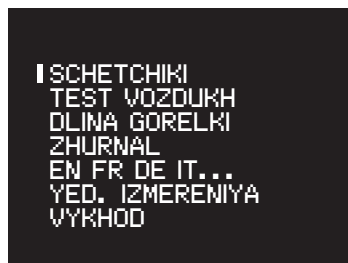 SCHETCHIKI
TEST VOZDUKH
DLINA GORELKI
ZHURNAL
EN FR DE IT...
YED. IZMERENIYA
VYKHOD